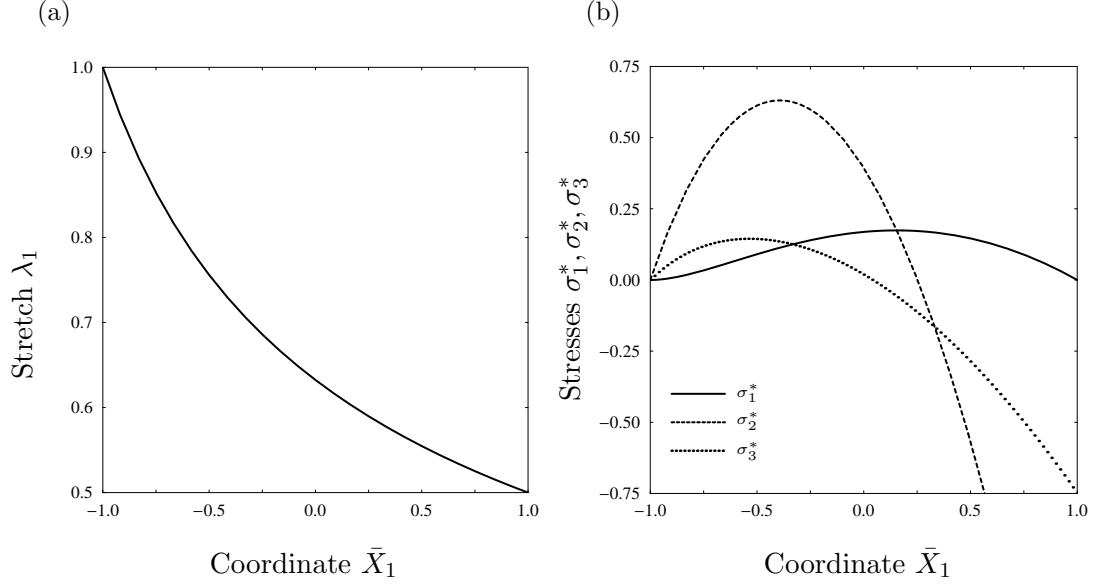 (a)
1.0
0.9
0.8
0.7
0.6
0.5
−1.0 −0.5 0.0 0.5 1.0
Stretch λ₁
Coordinate X̄₁
(b)
0.75
0.50
0.25
0.00
−0.25
−0.50
−0.75
−1.0 −0.5 0.0 0.5 1.0
Stresses σ₁*, σ₂*, σ₃*
σ₁*
σ₂*
σ₃*
Coordinate X̄₁